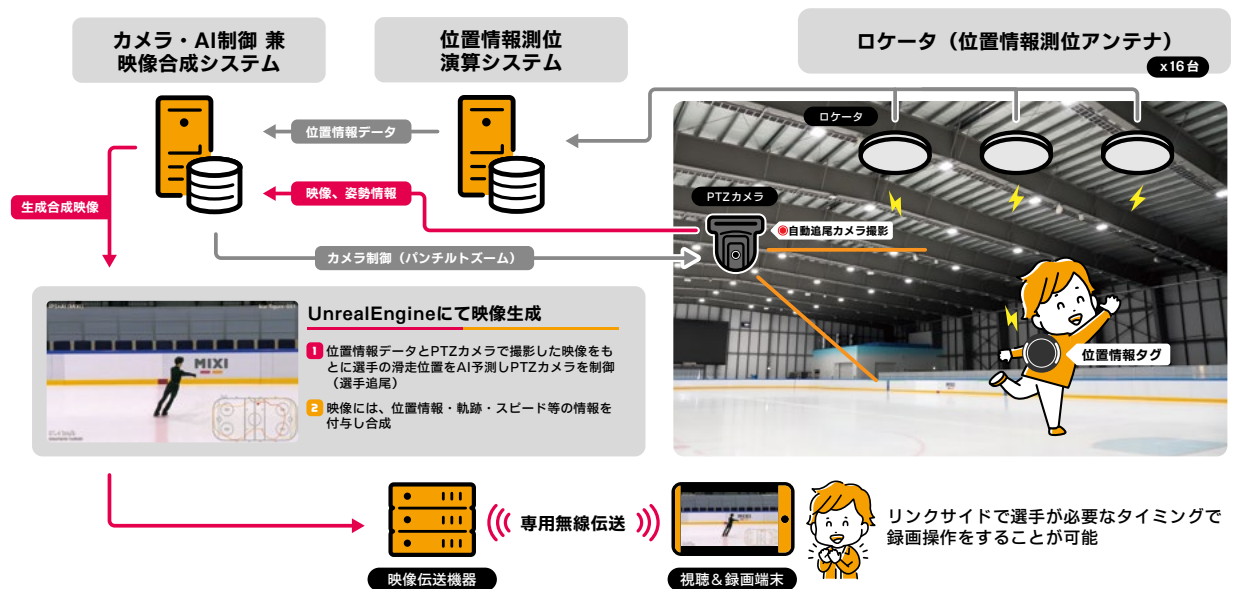 カメラ・AI制御 兼
映像合成システム
位置情報測位
演算システム
ロケータ（位置情報測位アンテナ）
x16台
ロケータ
位置情報データ
PTZカメラ
映像、姿勢情報
生成合成映像
自動追尾カメラ撮影
カメラ制御（パンチルトズーム）
UnrealEngineにて映像生成
1 位置情報データとPTZカメラで撮影した映像をも
とに選手の滑走位置をAI予測しPTZカメラを制御
（選手追尾）
2 映像には、位置情報・軌跡・スピード等の情報を
付与し合成
MIXI
位置情報タグ
MIXI
専用無線伝送
リンクサイドで選手が必要なタイミングで
録画操作をすることが可能
映像伝送機器
視聴＆録画端末